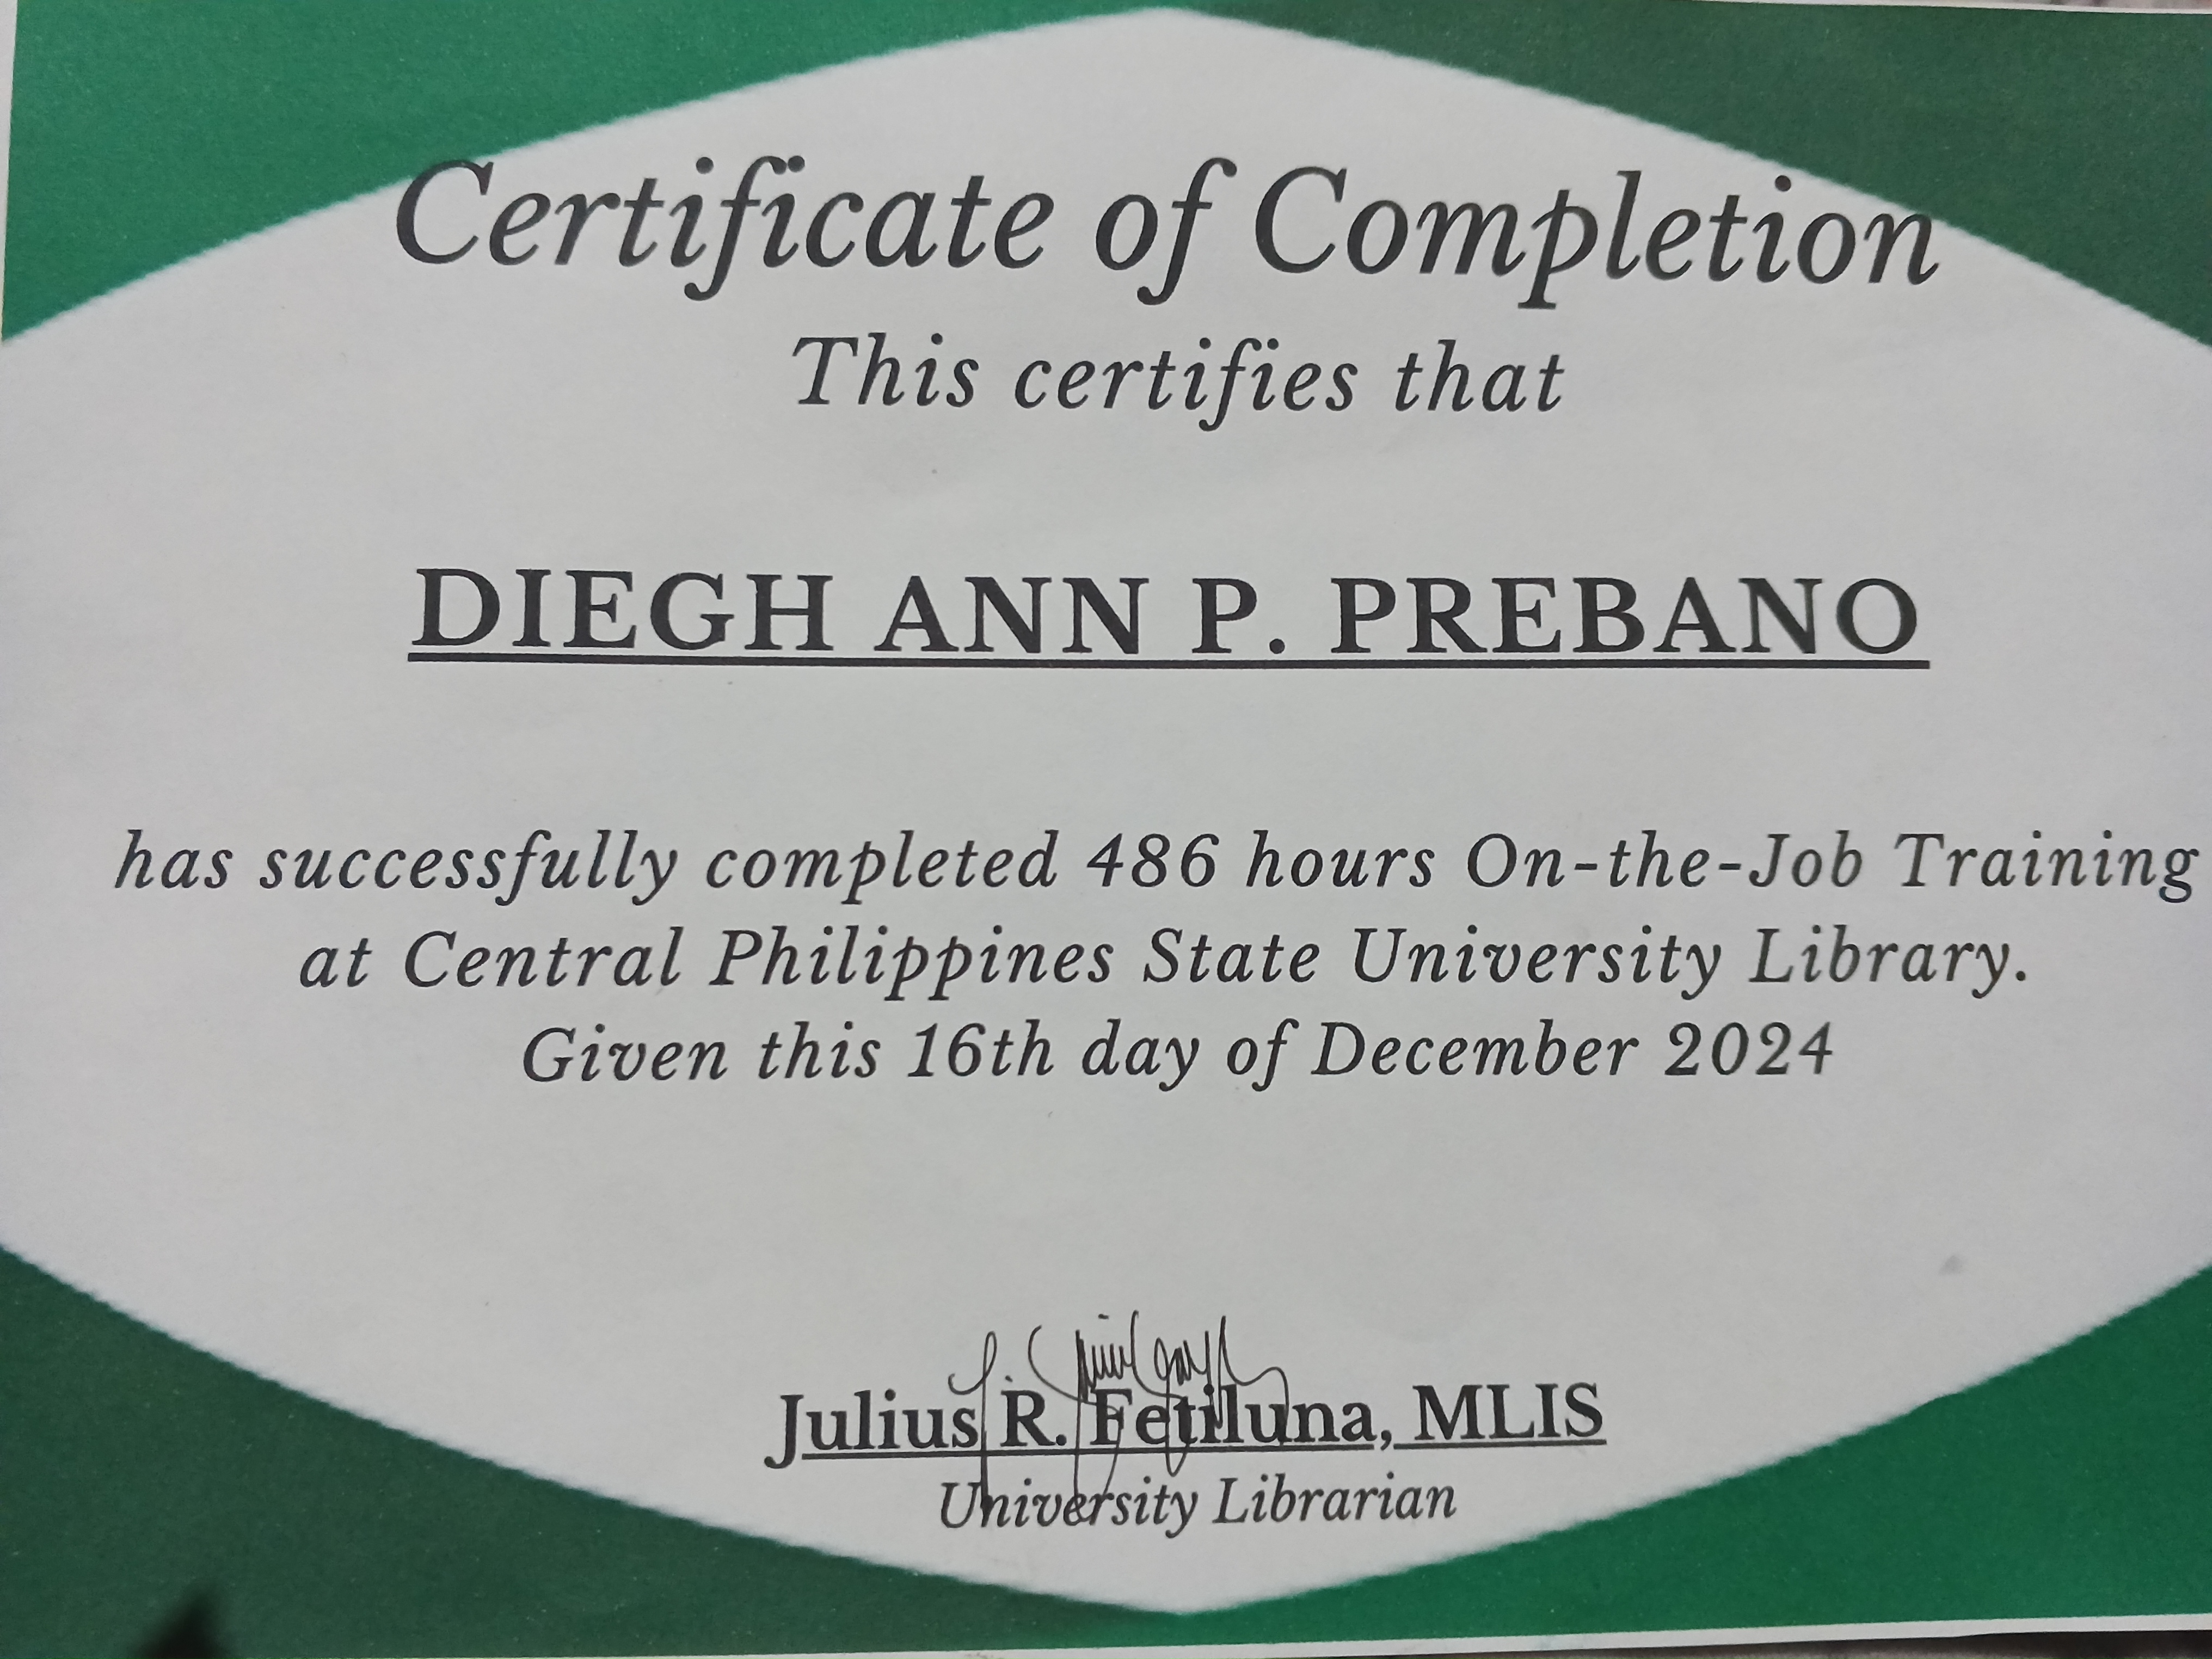 Certificate of Completion
This certifies that
DIEGH ANN P. PREBANO
has successfully completed 486 hours On-the-Job Training
at Central Philippines State University Library.
Given this 16th day of December 2024
Julius R. Fetiluna, MLIS
University Librarian